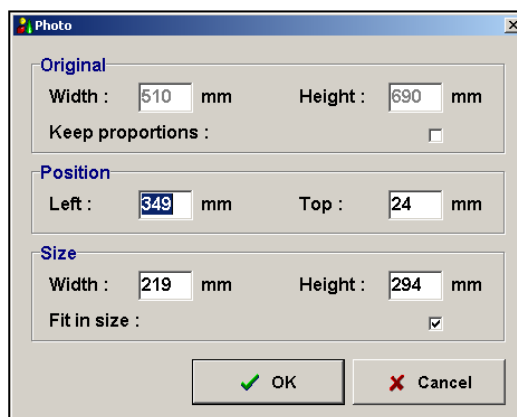 Photo
Original
Width : 510 mm Height : 690 mm
Keep proportions :
Position
Left : 349 mm Top : 24 mm
Size
Width : 219 mm Height : 294 mm
Fit in size :
OK Cancel